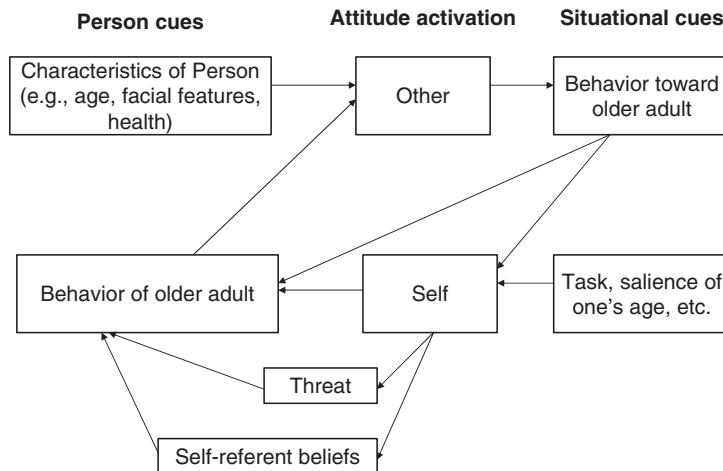 Person cues
Attitude activation
Situational cues
Characteristics of Person
(e.g., age, facial features,
health)
Other
Behavior toward
older adult
Behavior of older adult
Self
Task, salience of
one's age, etc.
Threat
Self-referent beliefs